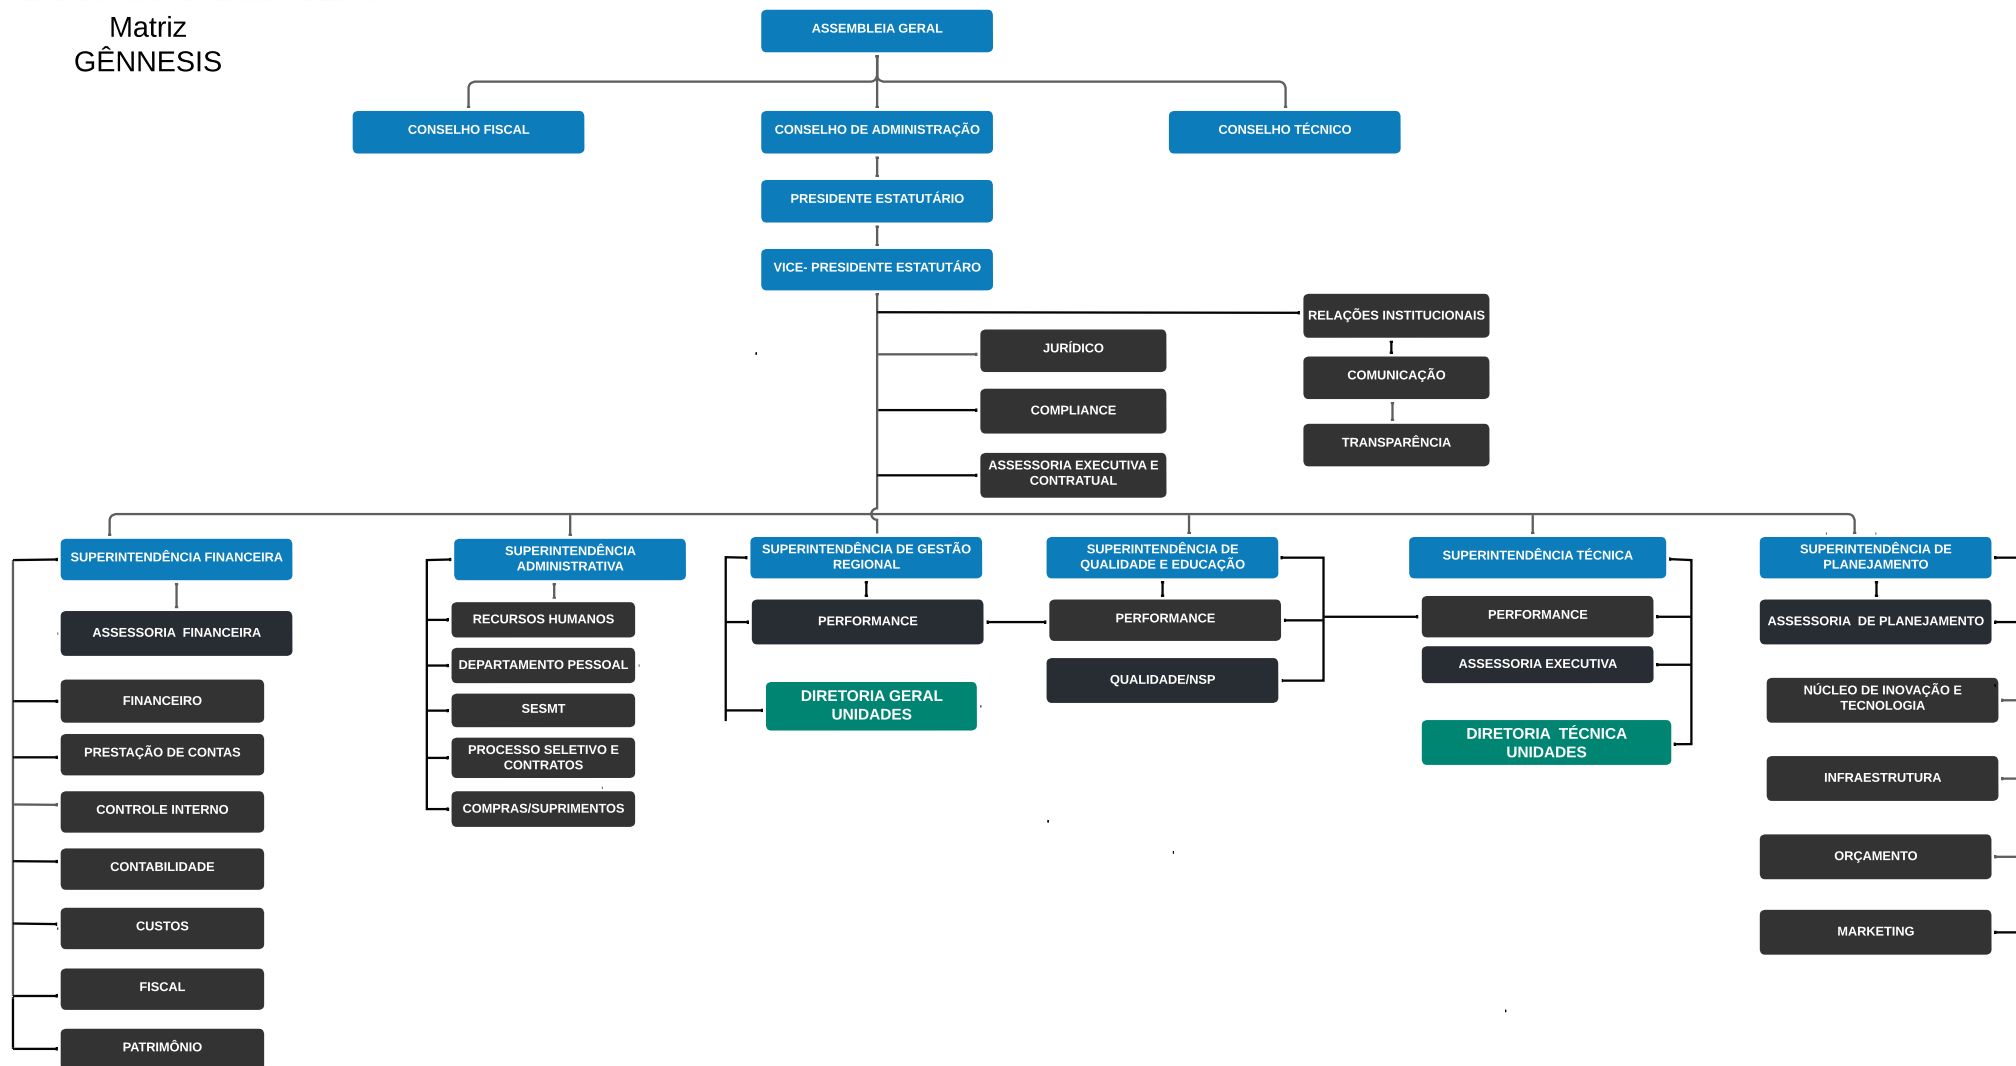 Matriz
GÊNNESIS
ASSEMBLEIA GERAL
CONSELHO FISCAL
CONSELHO DE ADMINISTRAÇÃO
CONSELHO TÉCNICO
PRESIDENTE ESTATUTÁRIO
VICE- PRESIDENTE ESTATUTÁRO
RELAÇÕES INSTITUCIONAIS
JURÍDICO
COMUNICAÇÃO
COMPLIANCE
TRANSPARÊNCIA
ASSESSORIA EXECUTIVA E
CONTRATUAL
SUPERINTENDÊNCIA FINANCEIRA
ASSESSORIA  FINANCEIRA
FINANCEIRO
PRESTAÇÃO DE CONTAS
CONTROLE INTERNO
CONTABILIDADE
CUSTOS
FISCAL
PATRIMÔNIO
SUPERINTENDÊNCIA
ADMINISTRATIVA
RECURSOS HUMANOS
DEPARTAMENTO PESSOAL
SESMT
PROCESSO SELETIVO E
CONTRATOS
COMPRAS/SUPRIMENTOS
SUPERINTENDÊNCIA DE GESTÃO
REGIONAL
PERFORMANCE
DIRETORIA GERAL
UNIDADES
SUPERINTENDÊNCIA DE
QUALIDADE E EDUCAÇÃO
PERFORMANCE
QUALIDADE/NSP
SUPERINTENDÊNCIA TÉCNICA
PERFORMANCE
ASSESSORIA EXECUTIVA
DIRETORIA  TÉCNICA
UNIDADES
SUPERINTENDÊNCIA DE
PLANEJAMENTO
ASSESSORIA  DE PLANEJAMENTO
NÚCLEO DE INOVAÇÃO E
TECNOLOGIA
INFRAESTRUTURA
ORÇAMENTO
MARKETING